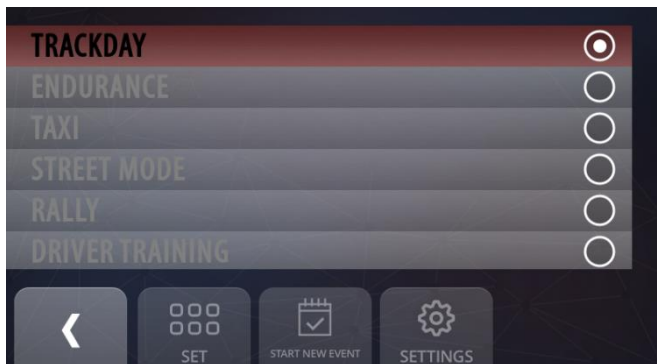 TRACKDAY
ENDURANCE
TAXI
STREET MODE
RALLY
DRIVER TRAINING
SET
START NEW EVENT
SETTINGS